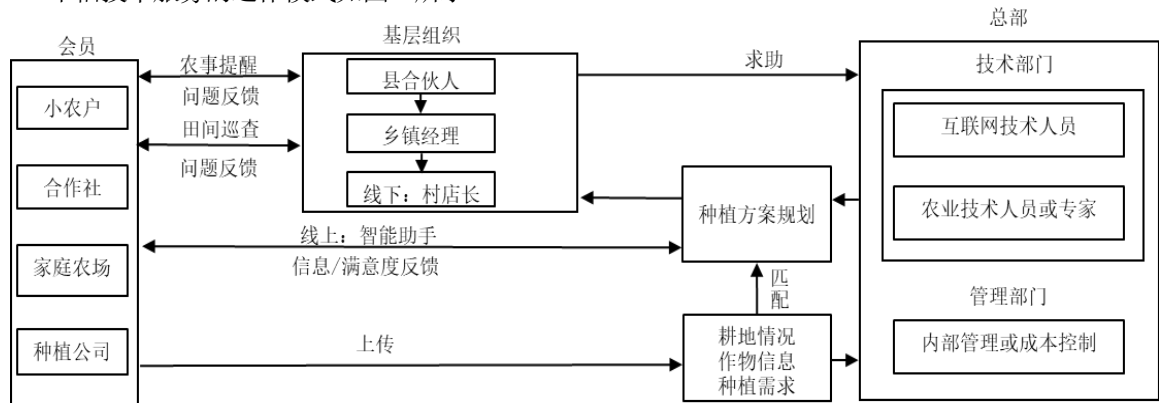 总部
会员
基层组织
农事提醒
问题反馈
田间巡查
问题反馈
小农户
合作社
家庭农场
种植公司
县合伙人
乡镇经理
线下：村店长
求助
技术部门
互联网技术人员
农业技术人员或专家
种植方案规划
线上：智能助手
信息/满意度反馈
匹
配
管理部门
内部管理或成本控制
上传
耕地情况
作物信息
种植需求